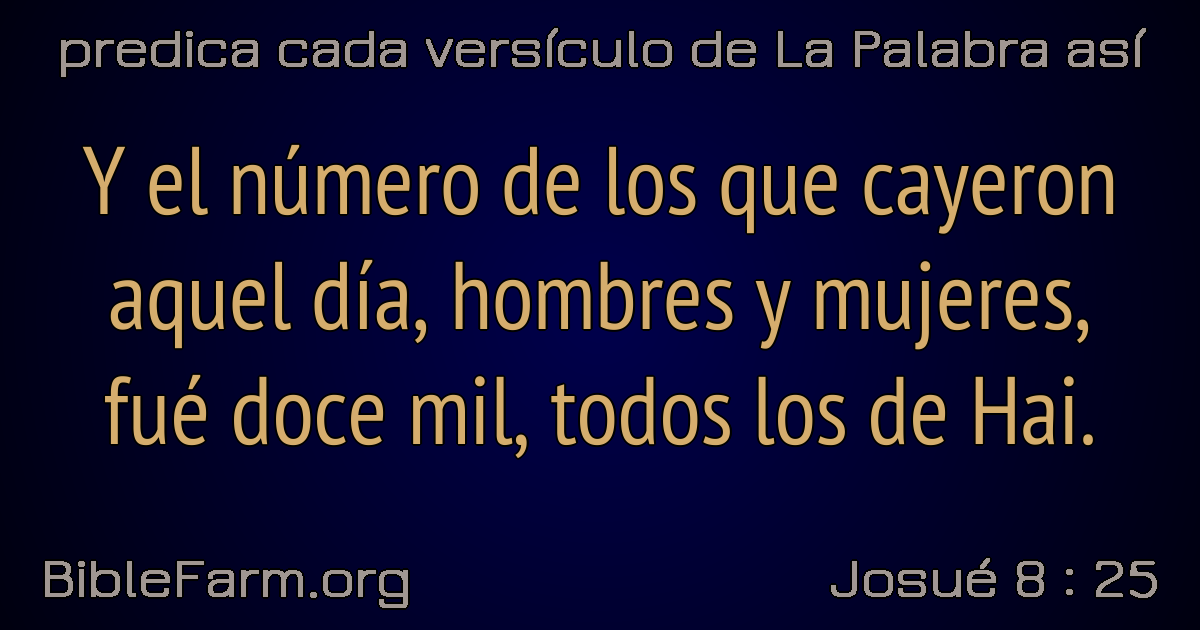 predica cada versículo de La Palabra así
Y el número de los que cayeron
aquel día, hombres y mujeres,
fué doce mil, todos los de Hai.
BibleFarm.org
Josué 8 : 25